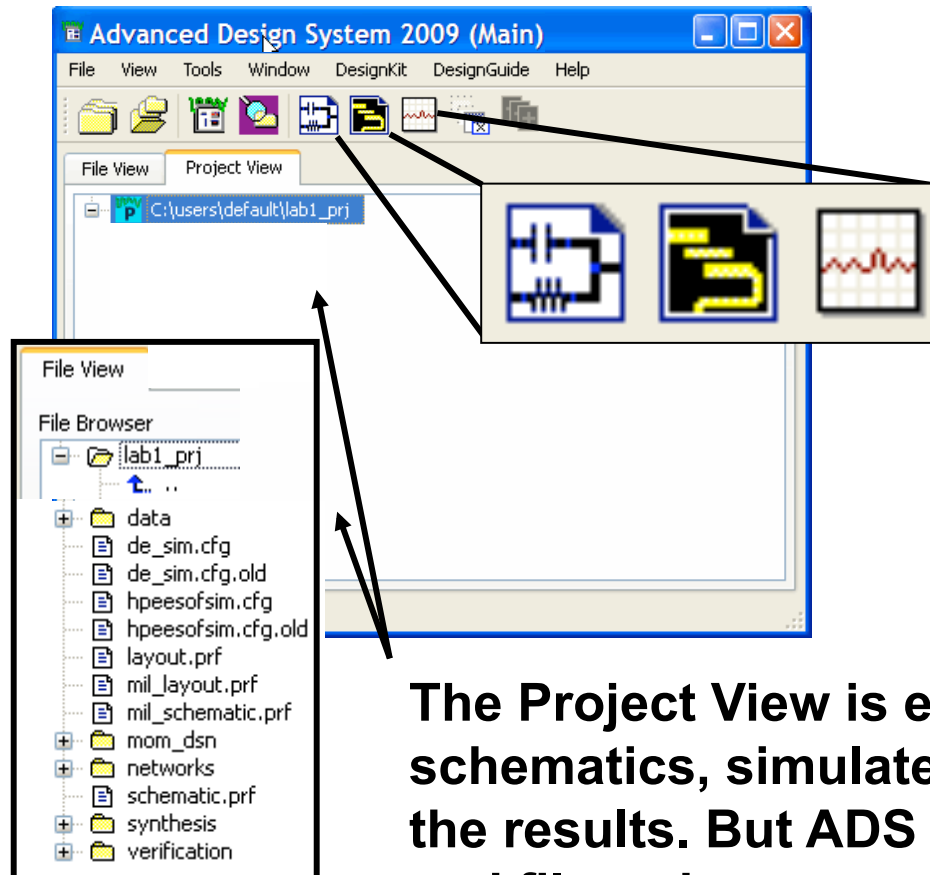 Advanced Design System 2009 (Main)
File View Tools Window DesignKit DesignGuide Help
File View Project View
P C:\users\default\lab1_prj
File View
File Browser
lab1_prj
..
data
de_sim.cfg
de_sim.cfg.old
hpeesofsim.cfg
hpeesofsim.cfg.old
layout.prf
mil_layout.prf
mil_schematic.prf
mom_dsn
networks
schematic.prf
synthesis
verification
The Project View is e
schematics, simulate
the results. But ADS